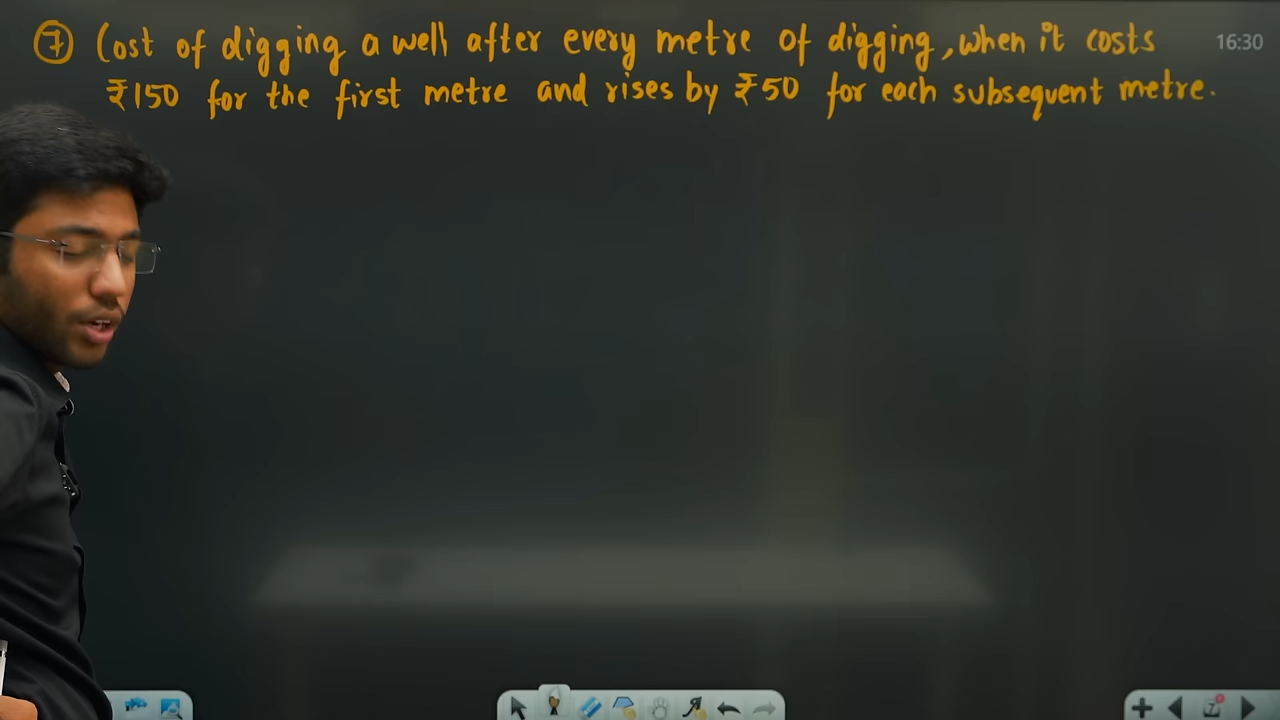 7 Cost of digging a well after every metre of digging, when it costs 16:30
₹150 for the first metre and rises by ₹50 for each subsequent metre.